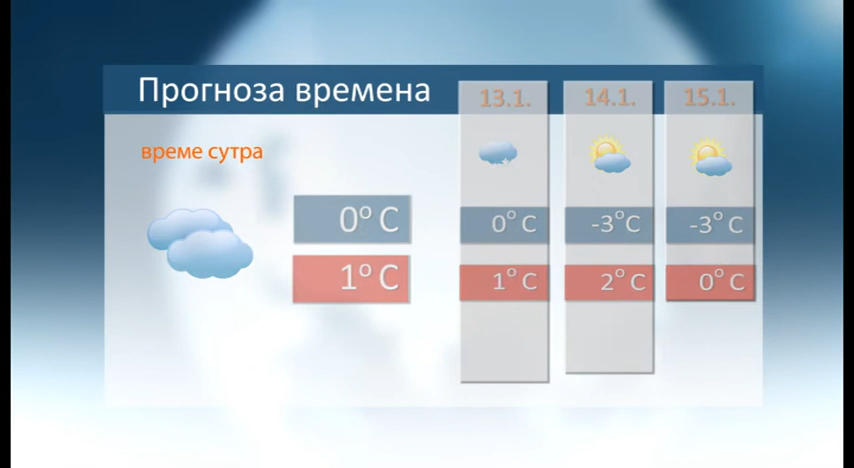 Прогноза времена
време сутра
0° C
1° C
13.1.
0° C
1° C
14.1.
-3°C
2° C
15.1.
-3° C
0° C